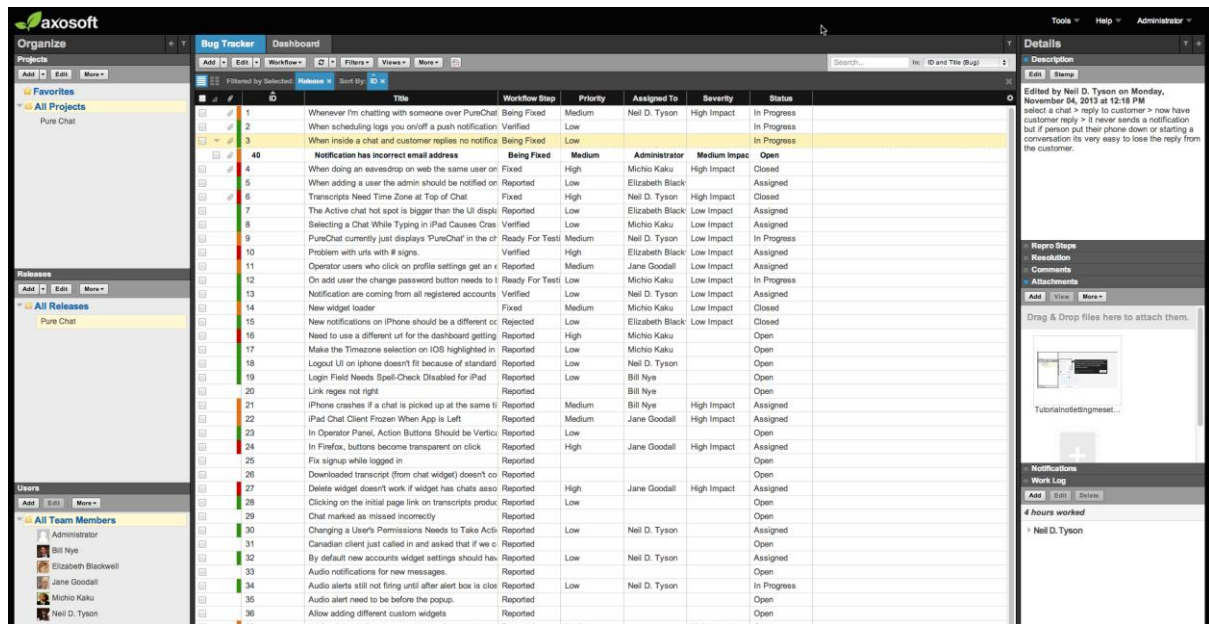 axosoft
Tools Help Administrator
Organize
Projects
Add Edit More
Favorites
All Projects
Pure Chat
Releases
Add Edit More
All Releases
Pure Chat
Users
Add Edit More
All Team Members
Administrator
Bill Nye
Elizabeth Blackwell
Jane Goodall
Michio Kaku
Neil D. Tyson
Bug Tracker Dashboard
Add Edit Workflow Filters Views More Search... In: ID and Title (Bug)
Filtered by Selected: Release × Sort By: ID ×
ID Title Workflow Step Priority Assigned To Severity Status
1 Whenever I'm chatting with someone over PureChat Being Fixed Medium Neil D. Tyson High Impact In Progress
2 When scheduling logs you on/off a push notification Verified Low In Progress
3 When inside a chat and customer replies no notifica Being Fixed Low In Progress
40 Notification has incorrect email address Being Fixed Medium Administrator Medium Impac Open
4 When doing an eavesdrop on web the same user on Fixed High Michio Kaku High Impact Closed
5 When adding a user the admin should be notified on Reported Low Elizabeth Black Assigned
6 Transcripts Need Time Zone at Top of Chat Fixed High Neil D. Tyson High Impact Closed
7 The Active chat hot spot is bigger than the UI displa Reported Low Elizabeth Black Low Impact Assigned
8 Selecting a Chat While Typing in iPad Causes Cras Verified Low Michio Kaku Low Impact Assigned
9 PureChat currently just displays 'PureChat' in the ch Ready For Testi Medium Neil D. Tyson Low Impact In Progress
10 Problem with urls with # signs. Verified High Elizabeth Black Low Impact Assigned
11 Operator users who click on profile settings get an e Reported Medium Jane Goodall Low Impact Assigned
12 On add user the change password button needs to Ready For Testi Low Michio Kaku Low Impact In Progress
13 Notification are coming from all registered accounts Verified Low Neil D. Tyson Low Impact Assigned
14 New widget loader Fixed Medium Michio Kaku Low Impact Closed
15 New notifications on iPhone should be a different cc Rejected Low Elizabeth Black Low Impact Closed
16 Need to use a different url for the dashboard getting Reported High Michio Kaku Open
17 Make the Timezone selection on IOS highlighted in Reported Low Michio Kaku Open
18 Logout UI on iphone doesn't fit because of standard Reported Low Neil D. Tyson Open
19 Login Field Needs Spell-Check DIsabled for iPad Reported Low Bill Nye Open
20 Link regex not right Reported Bill Nye Open
21 iPhone crashes if a chat is picked up at the same ti Reported Medium Bill Nye High Impact Assigned
22 iPad Chat Client Frozen When App is Left Reported Medium Jane Goodall High Impact Assigned
23 In Operator Panel, Action Buttons Should be Vertica Reported Low Open
24 In Firefox, buttons become transparent on click Reported High Jane Goodall High Impact Assigned
25 Fix signup while logged in Reported Open
26 Downloaded transcript (from chat widget) doesn't co Reported Open
27 Delete widget doesn't work if widget has chats asso Reported High Jane Goodall High Impact Assigned
28 Clicking on the initial page link on transcripts produc Reported Low Open
29 Chat marked as missed incorrectly Reported Open
30 Changing a User's Permissions Needs to Take Acti Reported Low Neil D. Tyson Assigned
31 Canadian client just called in and asked that if we c Reported Open
32 By default new accounts widget settings should hav Reported Low Neil D. Tyson Assigned
33 Audio notifications for new messages. Reported Open
34 Audio alerts still not firing until after alert box is clos Reported Low Neil D. Tyson In Progress
35 Audio alert need to be before the popup. Reported Open
36 Allow adding different custom widgets Reported Open
Details
Description
Edit Stamp
Edited by Neil D. Tyson on Monday,
November 04, 2013 at 12:18 PM
select a chat > reply to customer > now have
customer reply > it never sends a notification
but if person put their phone down or starting a
conversation its very easy to lose the reply from
the customer.
Repro Steps
Resolution
Comments
Attachments
Add View More
Drag & Drop files here to attach them.
Tutorialnotlettingmeset...
Notifications
Work Log
Add Edit Delete
4 hours worked
Neil D. Tyson